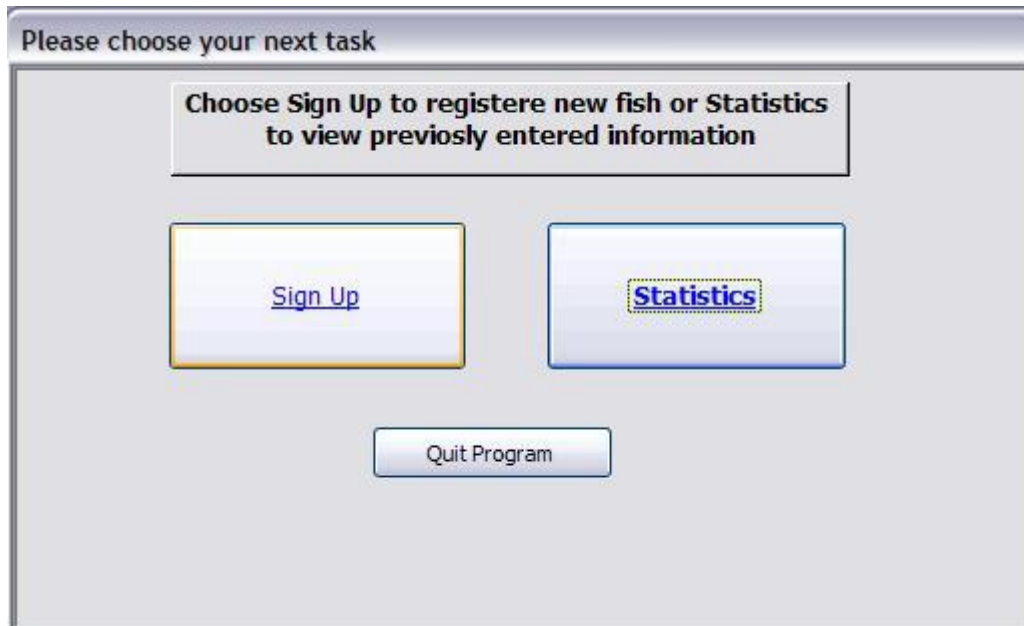 Please choose your next task
Choose Sign Up to registere new fish or Statistics
to view previosly entered information
Sign Up
Statistics
Quit Program